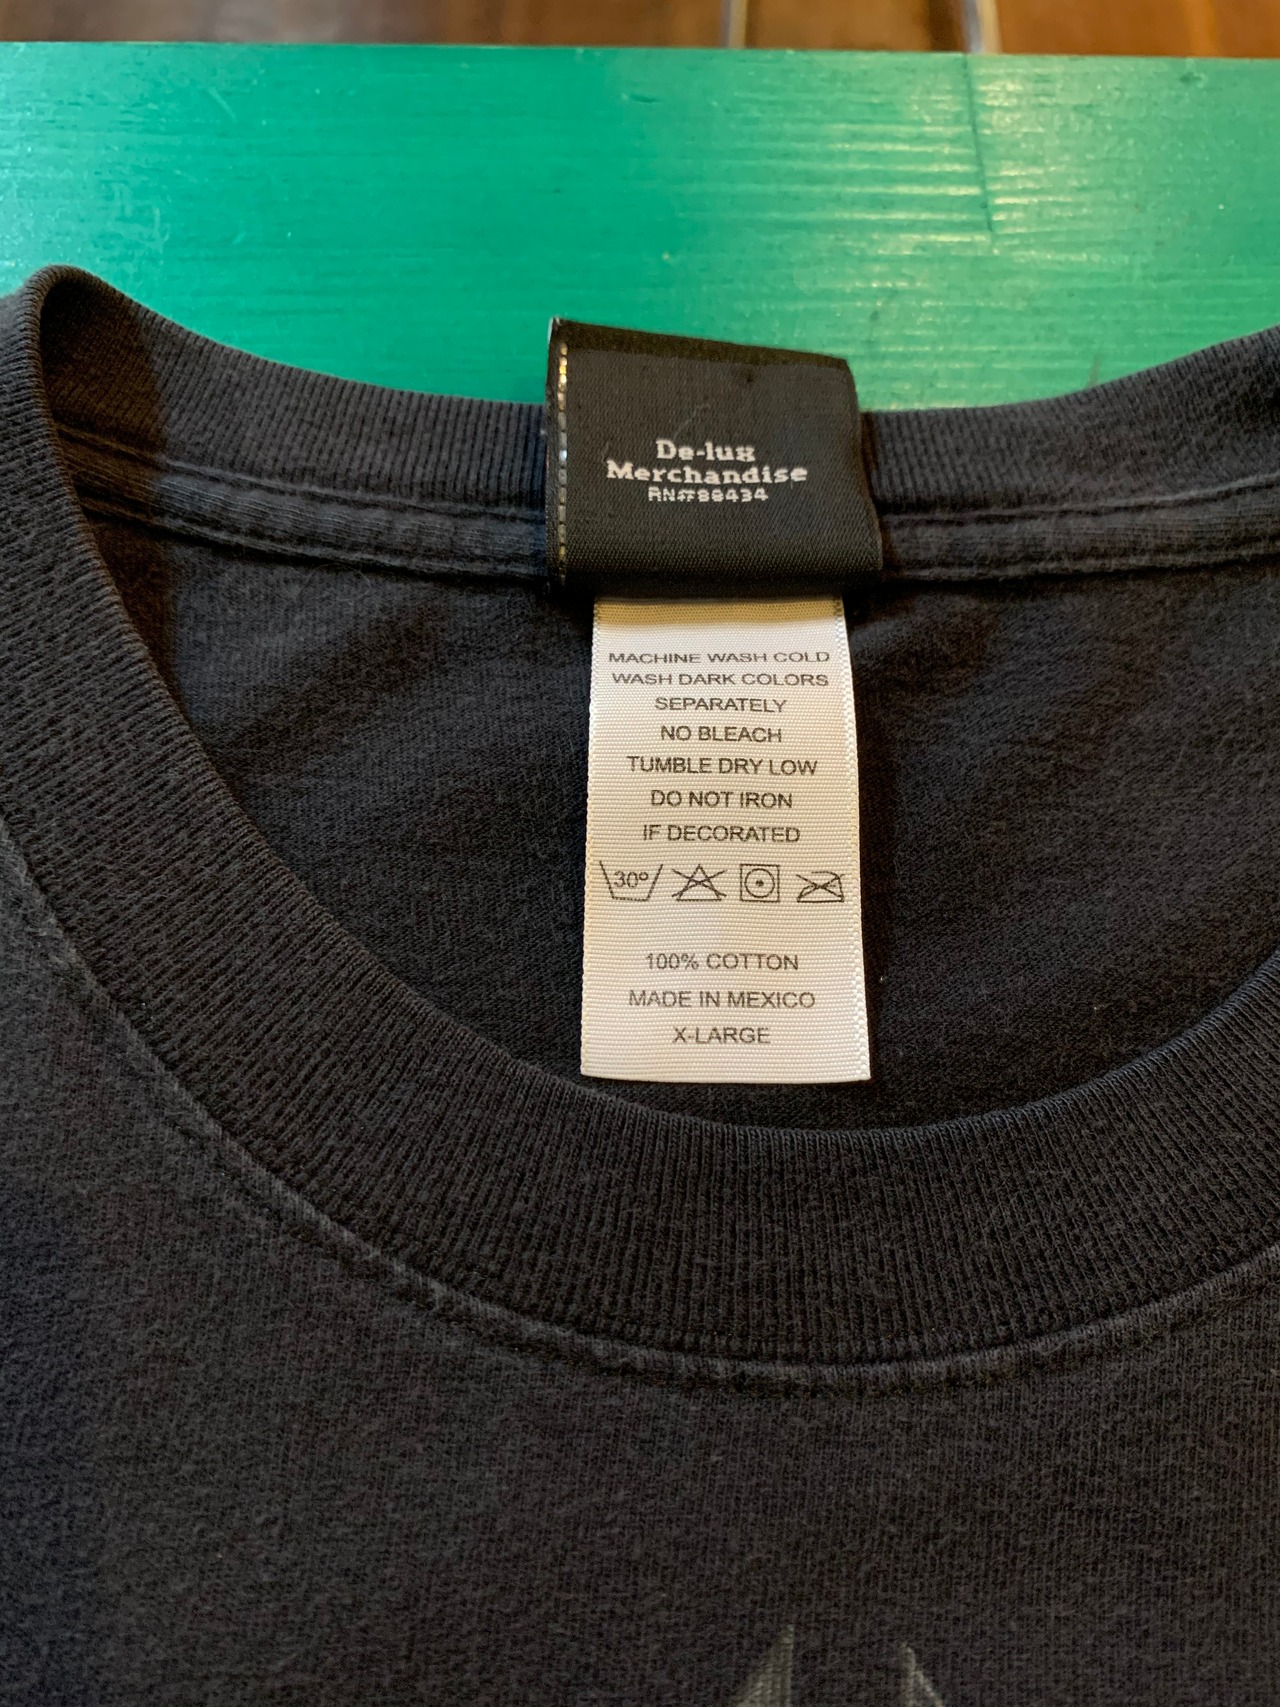 De-lux
Merchandise
RN#88434
MACHINE WASH COLD
WASH DARK COLORS
SEPARATELY
NO BLEACH
TUMBLE DRY LOW
DO NOT IRON
IF DECORATED
30°
100% COTTON
MADE IN MEXICO
X-LARGE